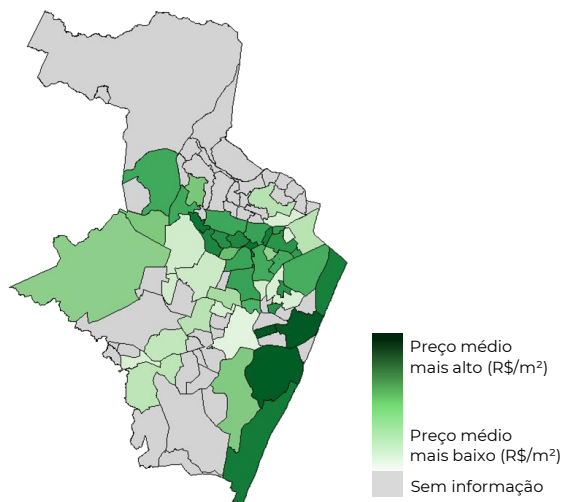 Preço médio
mais alto (R$/m²)
Preço médio
mais baixo (R$/m²)
Sem informação